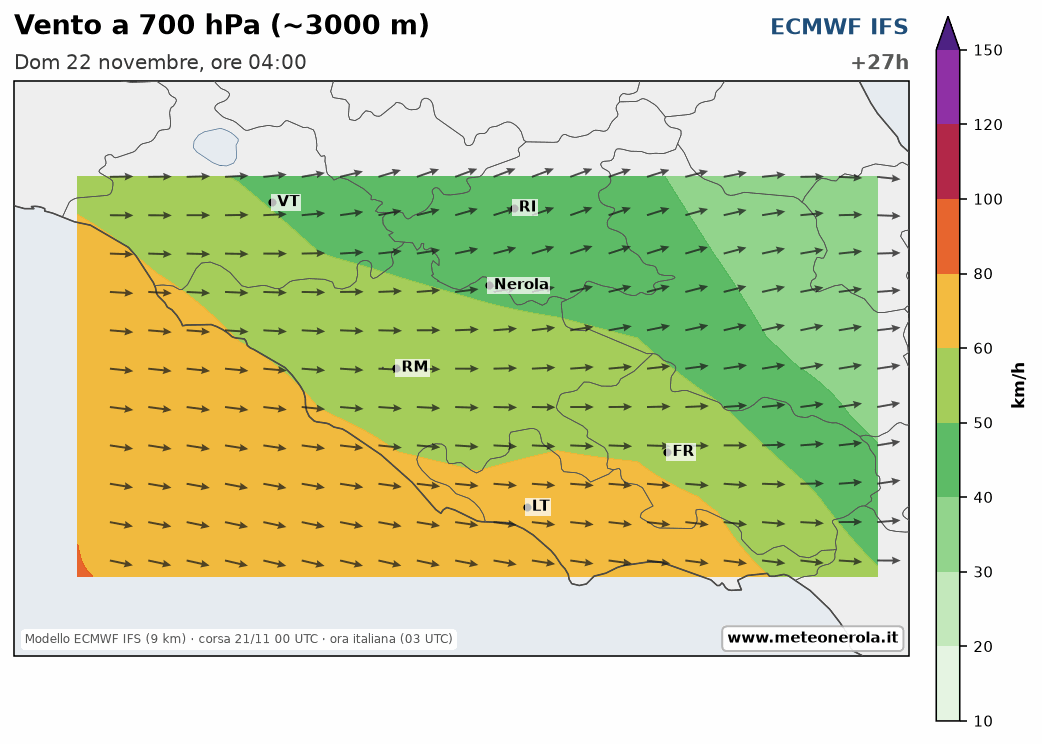 Vento a 700 hPa (~3000 m)
ECMWF IFS
Dom 22 novembre, ore 04:00
+27h
VT
RI
Nerola
RM
FR
LT
150
120
100
80
60
50
40
30
20
10
km/h
Modello ECMWF IFS (9 km) · corsa 21/11 00 UTC · ora italiana (03 UTC)
www.meteonerola.it